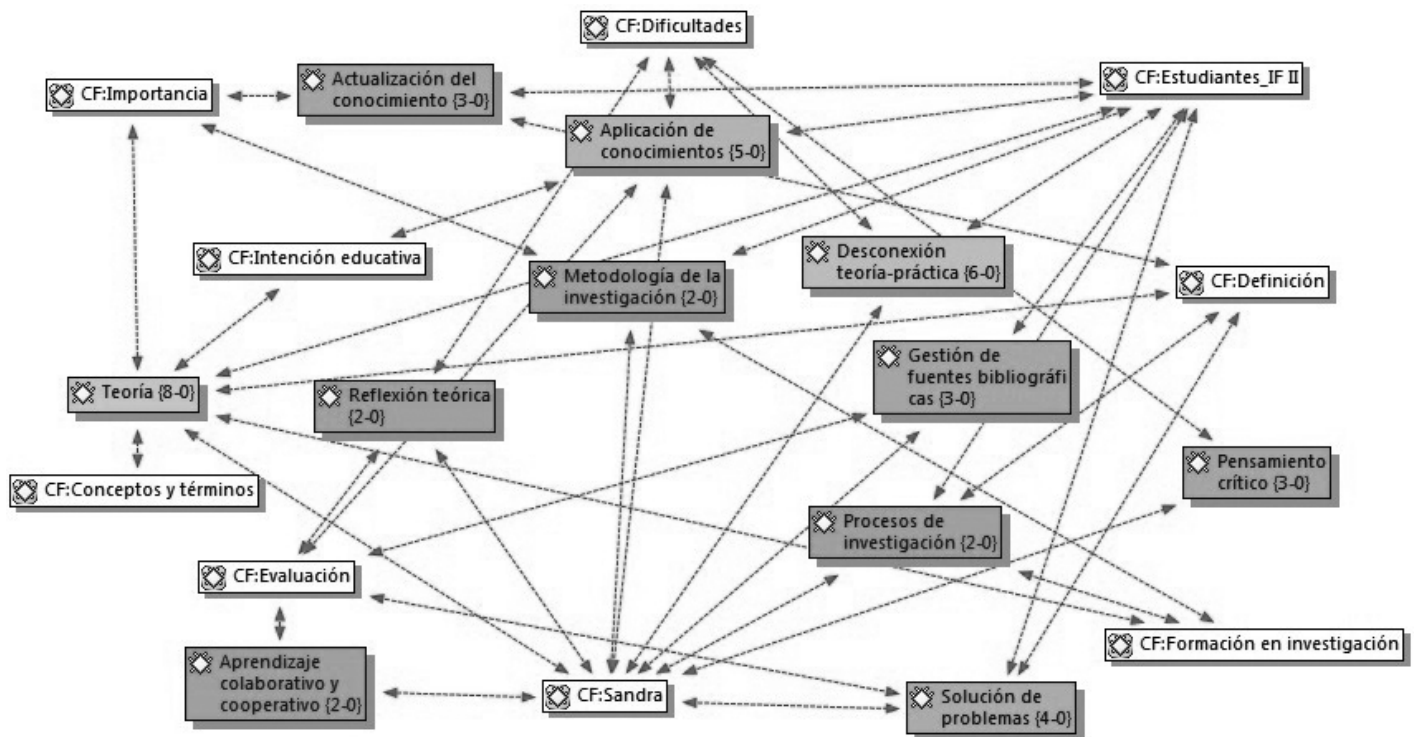 CF:Dificultades
Actualización del
conocimiento {3-0}
CF:Estudiantes_IF II
CF:Importancia
Aplicación de
conocimientos {5-0}
CF:Intención educativa
Desconexión
teoría-práctica {6-0}
Metodología de la
investigación {2-0}
CF:Definición
Gestión de
fuentes bibliográfi
cas {3-0}
Teoría {8-0}
Reflexión teórica
{2-0}
Pensamiento
crítico {3-0}
CF:Conceptos y términos
Procesos de
investigación {2-0}
CF:Evaluación
CF:Formación en investigación
Aprendizaje
colaborativo y
cooperativo {2-0}
CF:Sandra
Solución de
problemas {4-0}